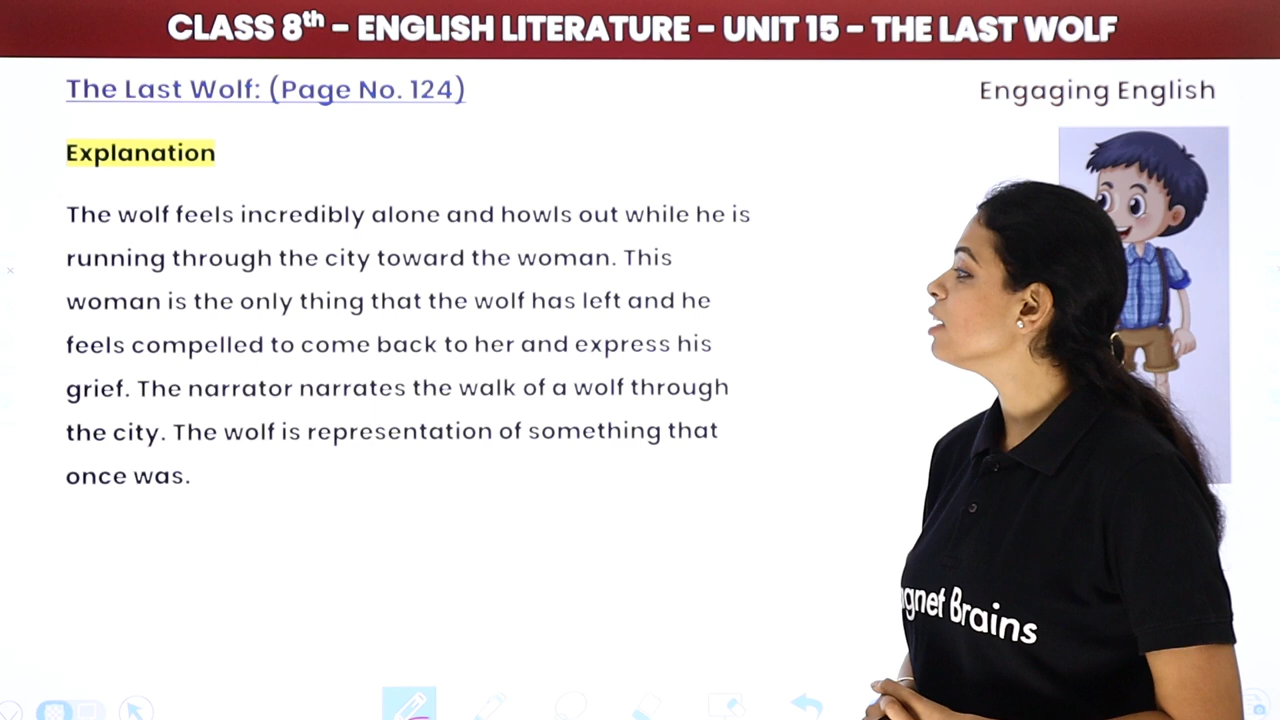 CLASS 8th – ENGLISH LITERATURE – UNIT 15 – THE LAST WOLF
The Last Wolf: (Page No. 124)
Engaging English
Explanation
The wolf feels incredibly alone and howls out while he is
running through the city toward the woman. This
woman is the only thing that the wolf has left and he
feels compelled to come back to her and express his
grief. The narrator narrates the walk of a wolf through
the city. The wolf is representation of something that
once was.
agnet Brains